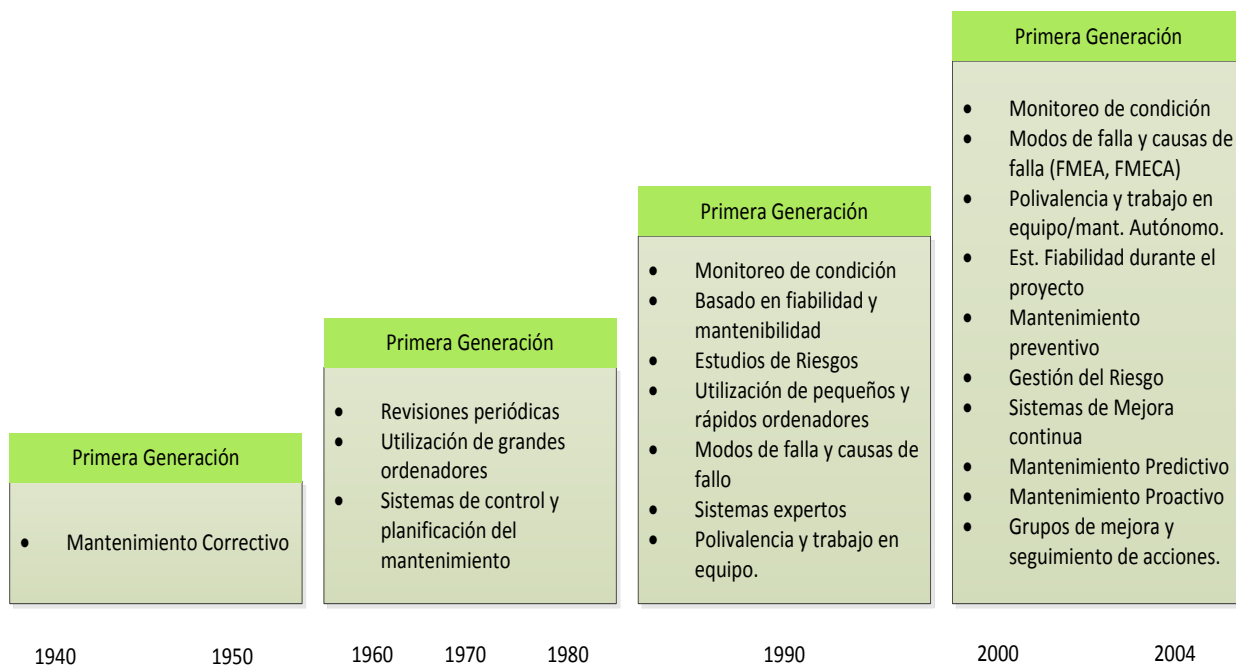 Primera Generación
• Mantenimiento Correctivo
Primera Generación
• Revisiones periódicas
• Utilización de grandes
ordenadores
• Sistemas de control y
planificación del
mantenimiento
Primera Generación
• Monitoreo de condición
• Basado en fiabilidad y
mantenibilidad
• Estudios de Riesgos
• Utilización de pequeños y
rápidos ordenadores
• Modos de falla y causas de
fallo
• Sistemas expertos
• Polivalencia y trabajo en
equipo.
Primera Generación
• Monitoreo de condición
• Modos de falla y causas de
falla (FMEA, FMECA)
• Polivalencia y trabajo en
equipo/mant. Autónomo.
• Est. Fiabilidad durante el
proyecto
• Mantenimiento
preventivo
• Gestión del Riesgo
• Sistemas de Mejora
continua
• Mantenimiento Predictivo
• Mantenimiento Proactivo
• Grupos de mejora y
seguimiento de acciones.
1940 1950 1960 1970 1980 1990 2000 2004